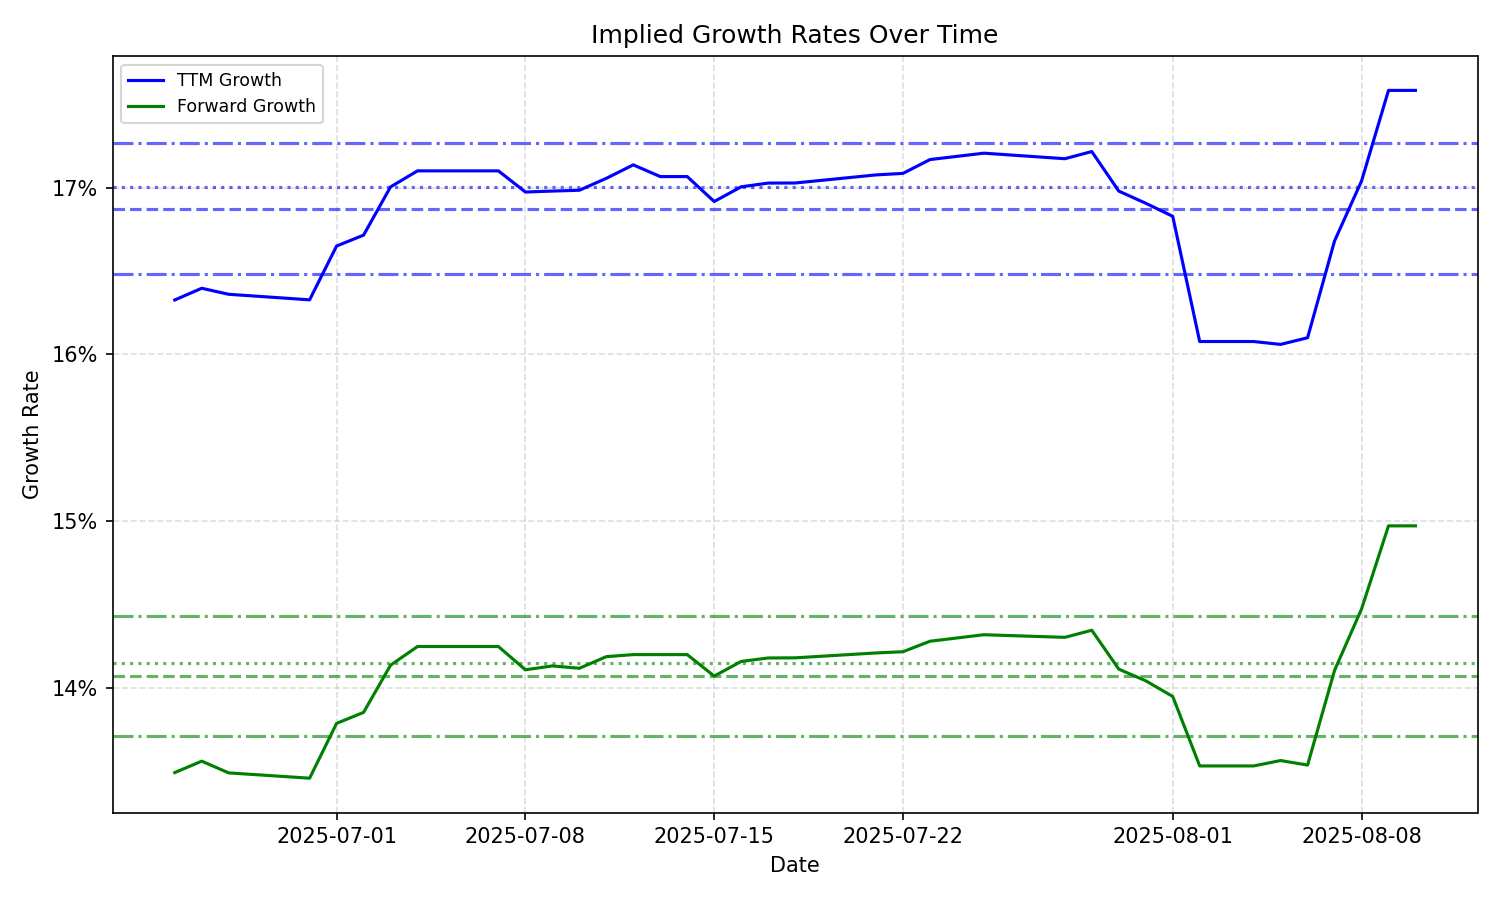 Implied Growth Rates Over Time
TTM Growth
Forward Growth
17%
16%
15%
14%
Growth Rate
2025-07-01
2025-07-08
2025-07-15
2025-07-22
2025-08-01
2025-08-08
Date